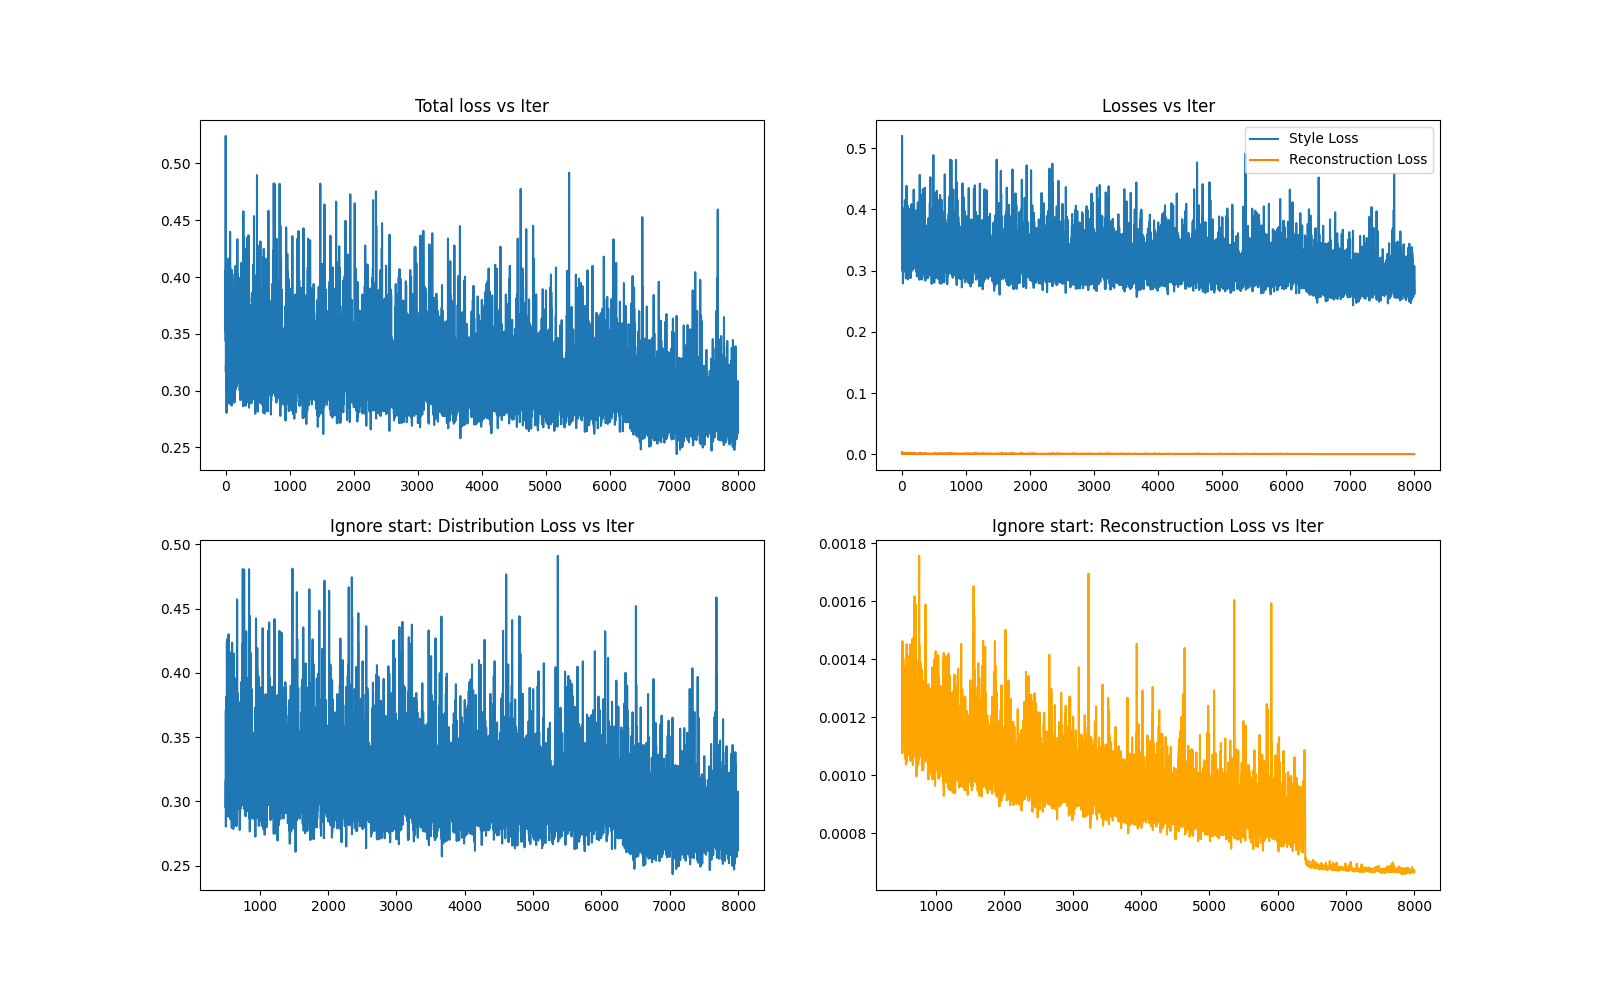 Total loss vs Iter
0.50
0.45
0.40
0.35
0.30
0.25
0 1000 2000 3000 4000 5000 6000 7000 8000
Losses vs Iter
Style Loss
Reconstruction Loss
0.5
0.4
0.3
0.2
0.1
0.0
0 1000 2000 3000 4000 5000 6000 7000 8000
Ignore start: Distribution Loss vs Iter
0.50
0.45
0.40
0.35
0.30
0.25
1000 2000 3000 4000 5000 6000 7000 8000
Ignore start: Reconstruction Loss vs Iter
0.0018
0.0016
0.0014
0.0012
0.0010
0.0008
1000 2000 3000 4000 5000 6000 7000 8000